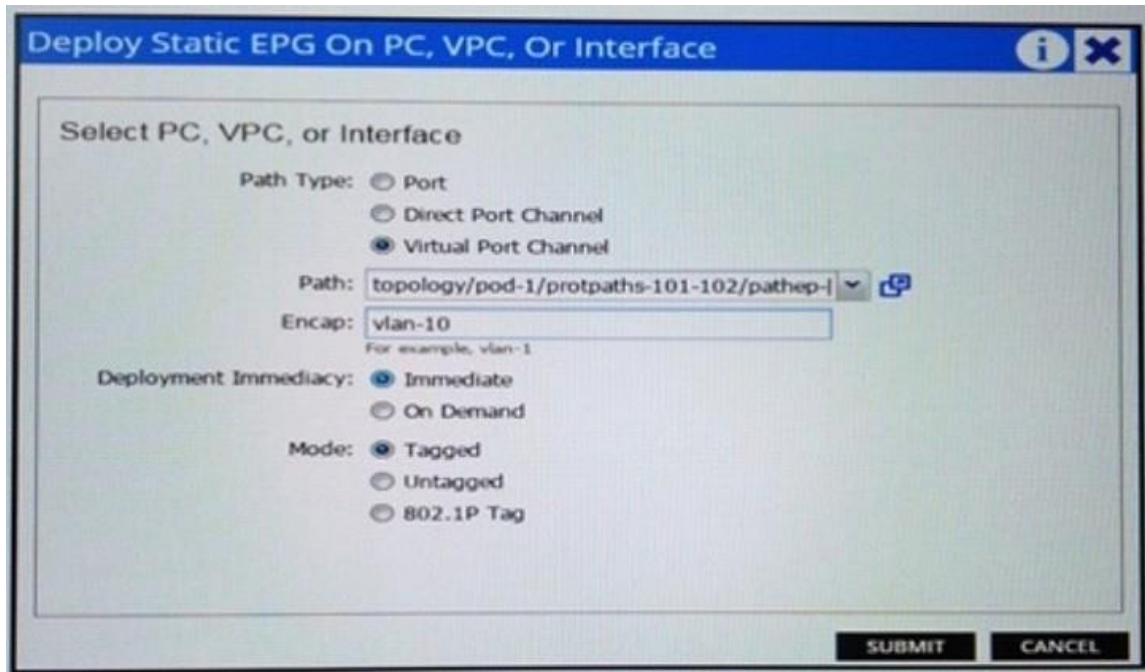 Deploy Static EPG On PC, VPC, Or Interface
i
Select PC, VPC, or Interface
Path Type: Port
Direct Port Channel
Virtual Port Channel
Path: topology/pod-1/protpaths-101-102/pathep-[
Encap: vlan-10
For example, vlan-1
Deployment Immediacy: Immediate
On Demand
Mode: Tagged
Untagged
802.1P Tag
SUBMIT CANCEL